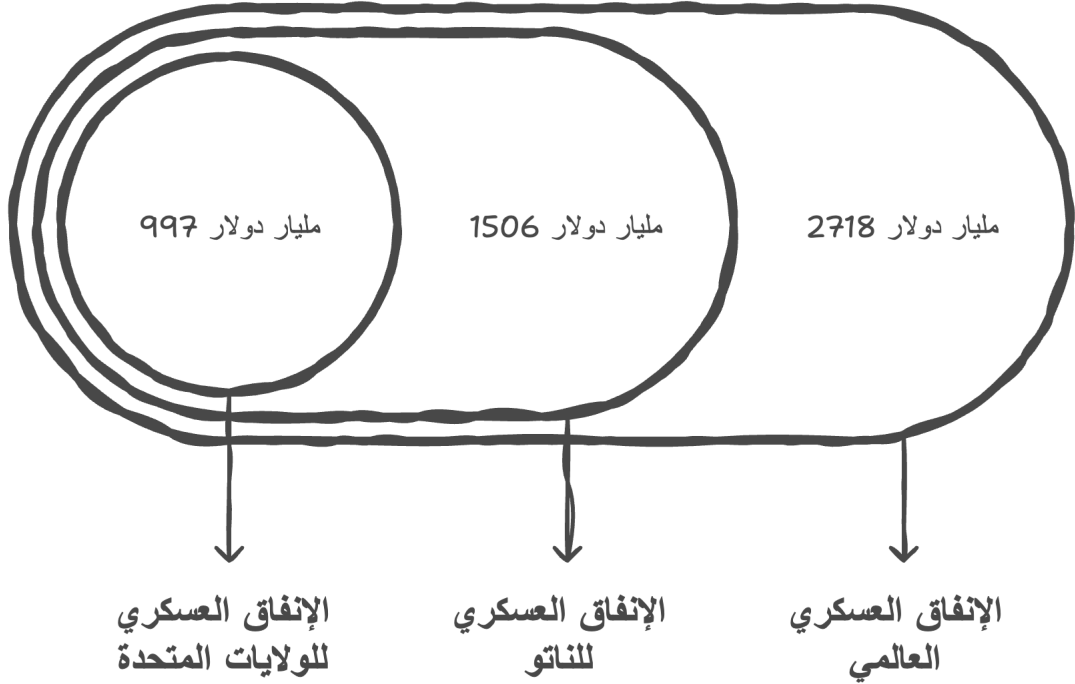 997 مليار دولار
1506 مليار دولار
2718 مليار دولار
الإنفاق العسكري
للولايات المتحدة
الإنفاق العسكري
للناتو
الإنفاق العسكري
العالمي